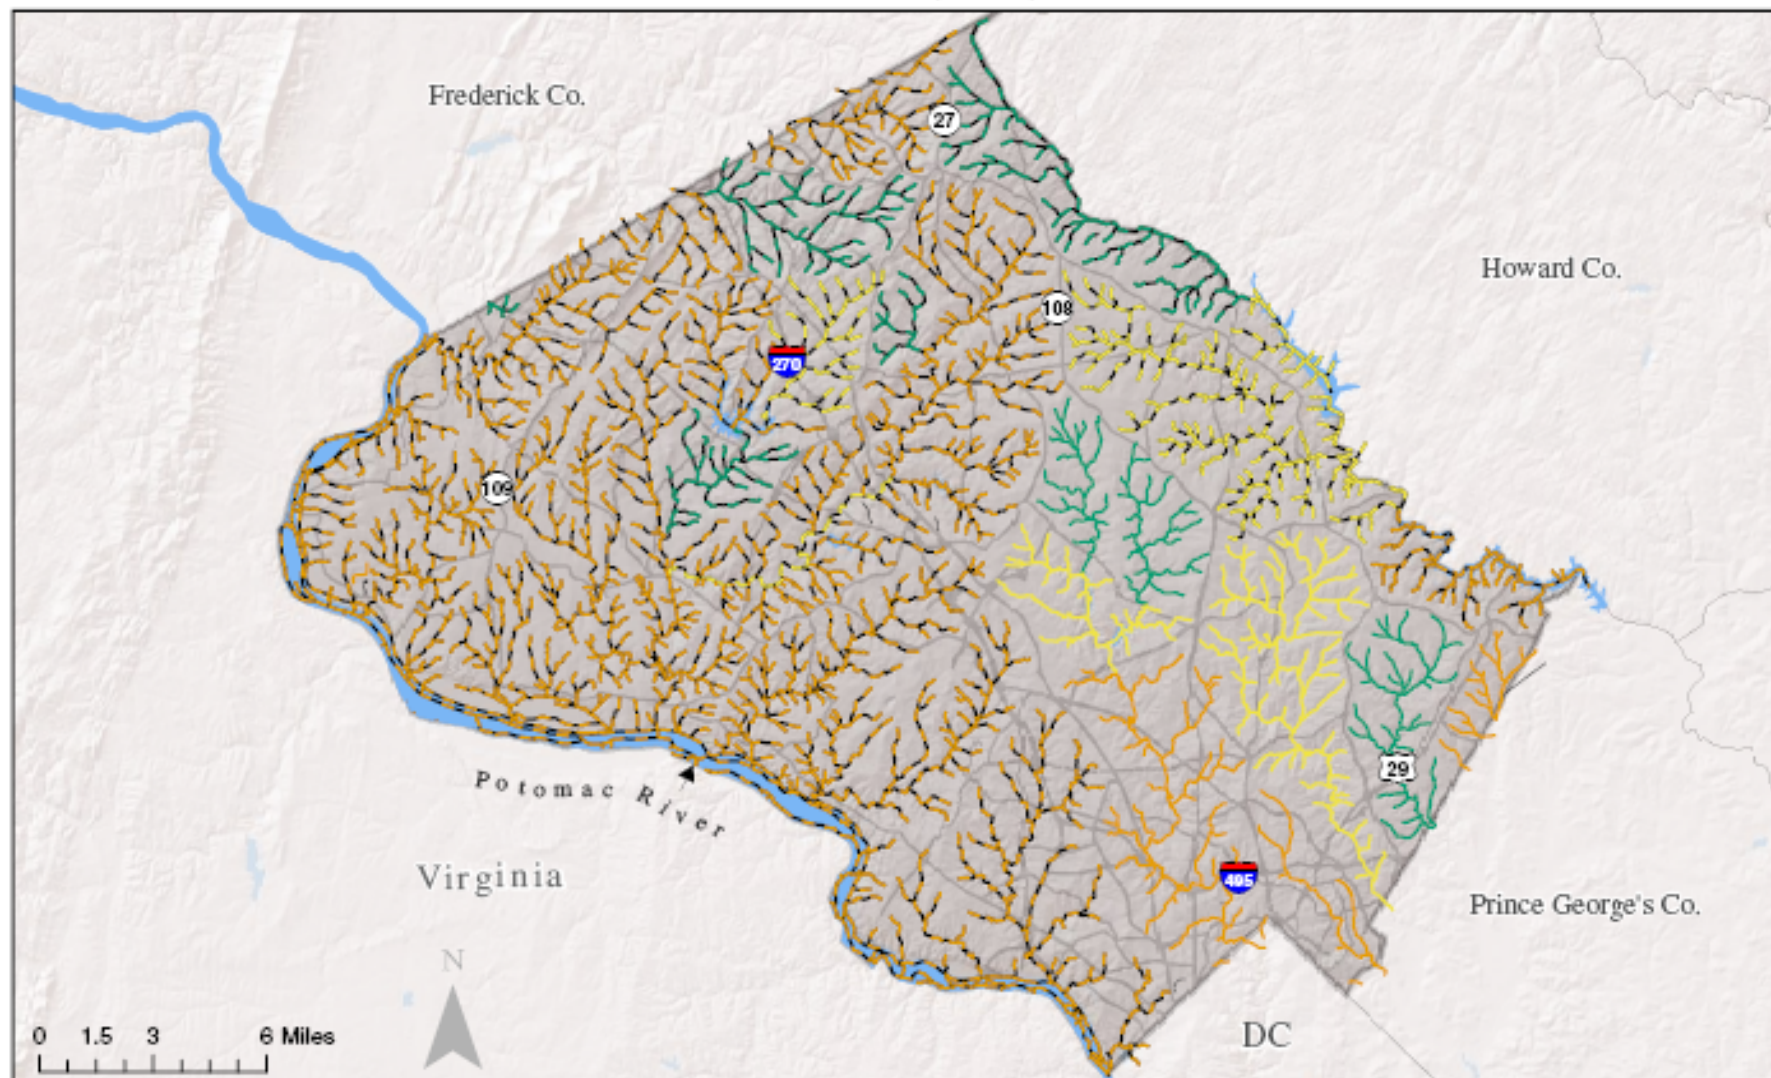 Frederick Co.
27
Howard Co.
108
270
109
29
Potomac River
Virginia
495
Prince George's Co.
N
DC
0 1.5 3 6 Miles